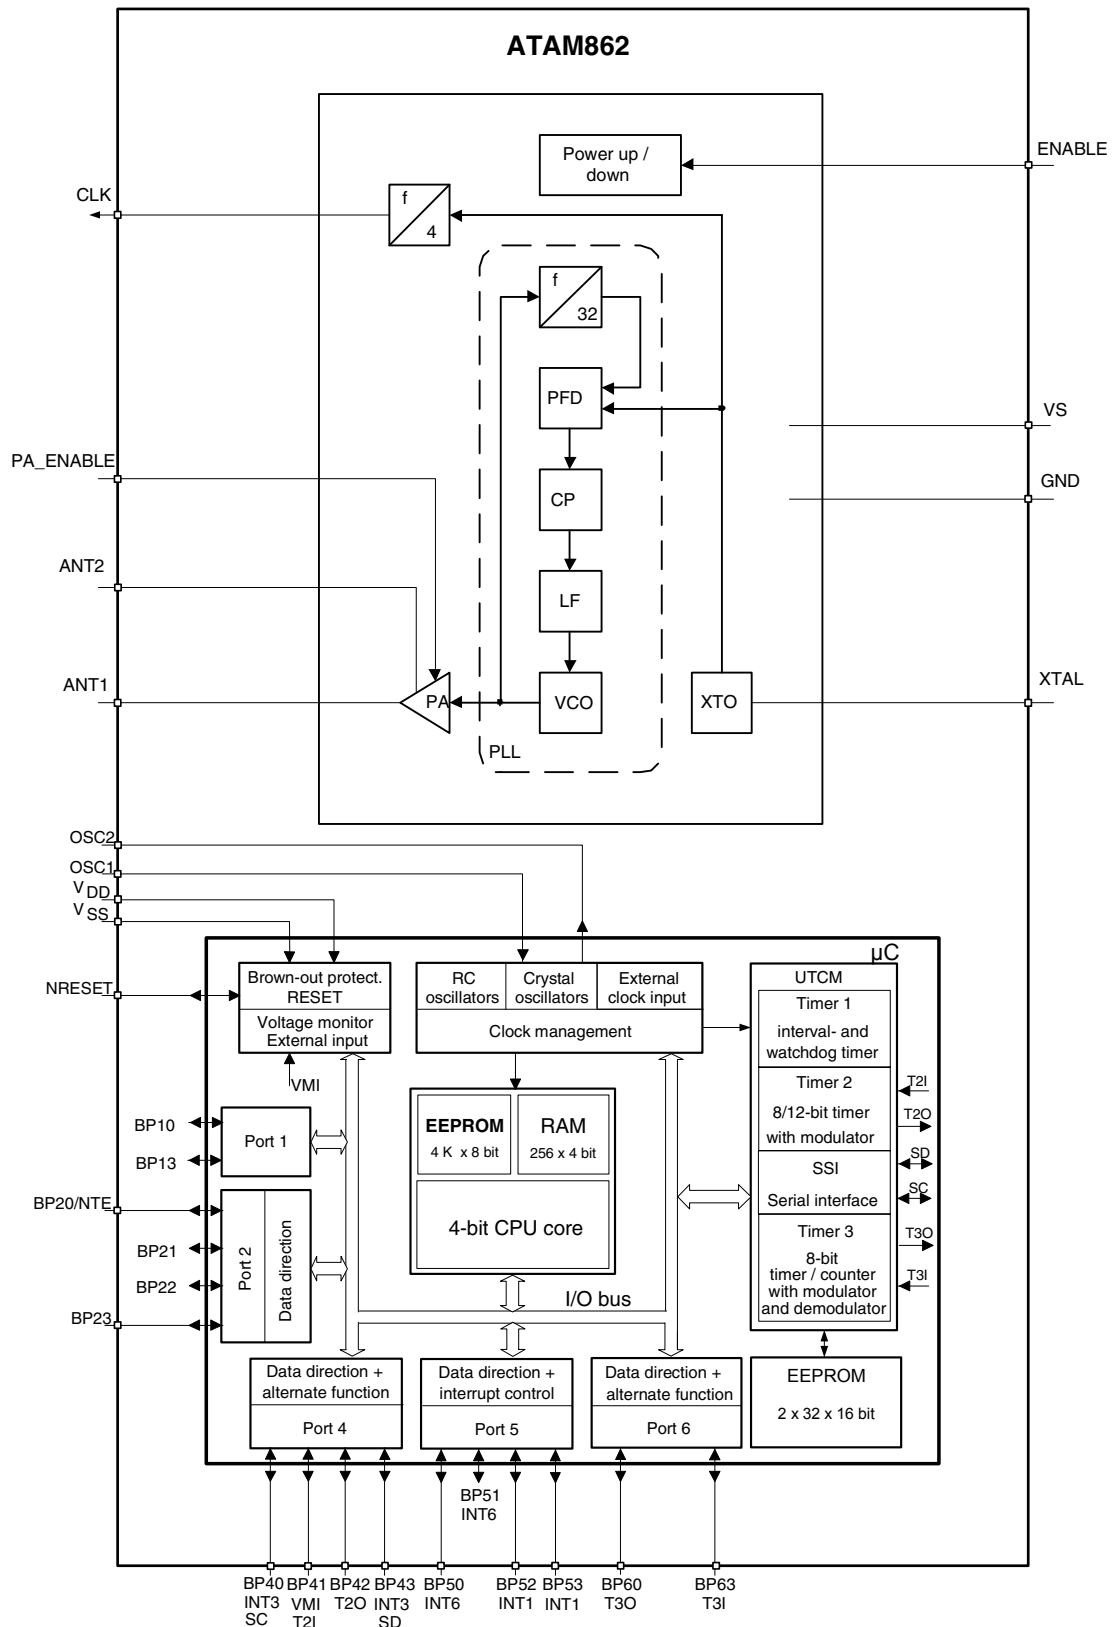 ATAM862
Power up /
down
ENABLE
CLK
f
4
f
32
PFD
VS
PA_ENABLE
GND
CP
ANT2
LF
ANT1
PA
VCO
XTO
XTAL
PLL
OSC2
OSC1
V DD
V SS
µC
NRESET
Brown-out protect.
RESET
Voltage monitor
External input
RC
oscillators
Crystal
oscillators
External
clock input
Clock management
UTCM
Timer 1
interval- and
watchdog timer
VMI
Timer 2
8/12-bit timer
with modulator
T2I
T2O
EEPROM
4 K x 8 bit
RAM
256 x 4 bit
BP10
Port 1
BP13
SSI
Serial interface
SD
SC
BP20/NTE
4-bit CPU core
BP21
Port 2
Data direction
BP22
Timer 3
8-bit
timer / counter
with modulator
and demodulator
T3O
T3I
I/O bus
BP23
Data direction +
alternate function
Port 4
Data direction +
interrupt control
Port 5
Data direction +
alternate function
Port 6
EEPROM
2 x 32 x 16 bit
BP51
INT6
BP40
INT3
SC
BP41
VMI
T2I
BP42
T2O
BP43
INT3
SD
BP50
INT6
BP52
INT1
BP53
INT1
BP60
T3O
BP63
T3I